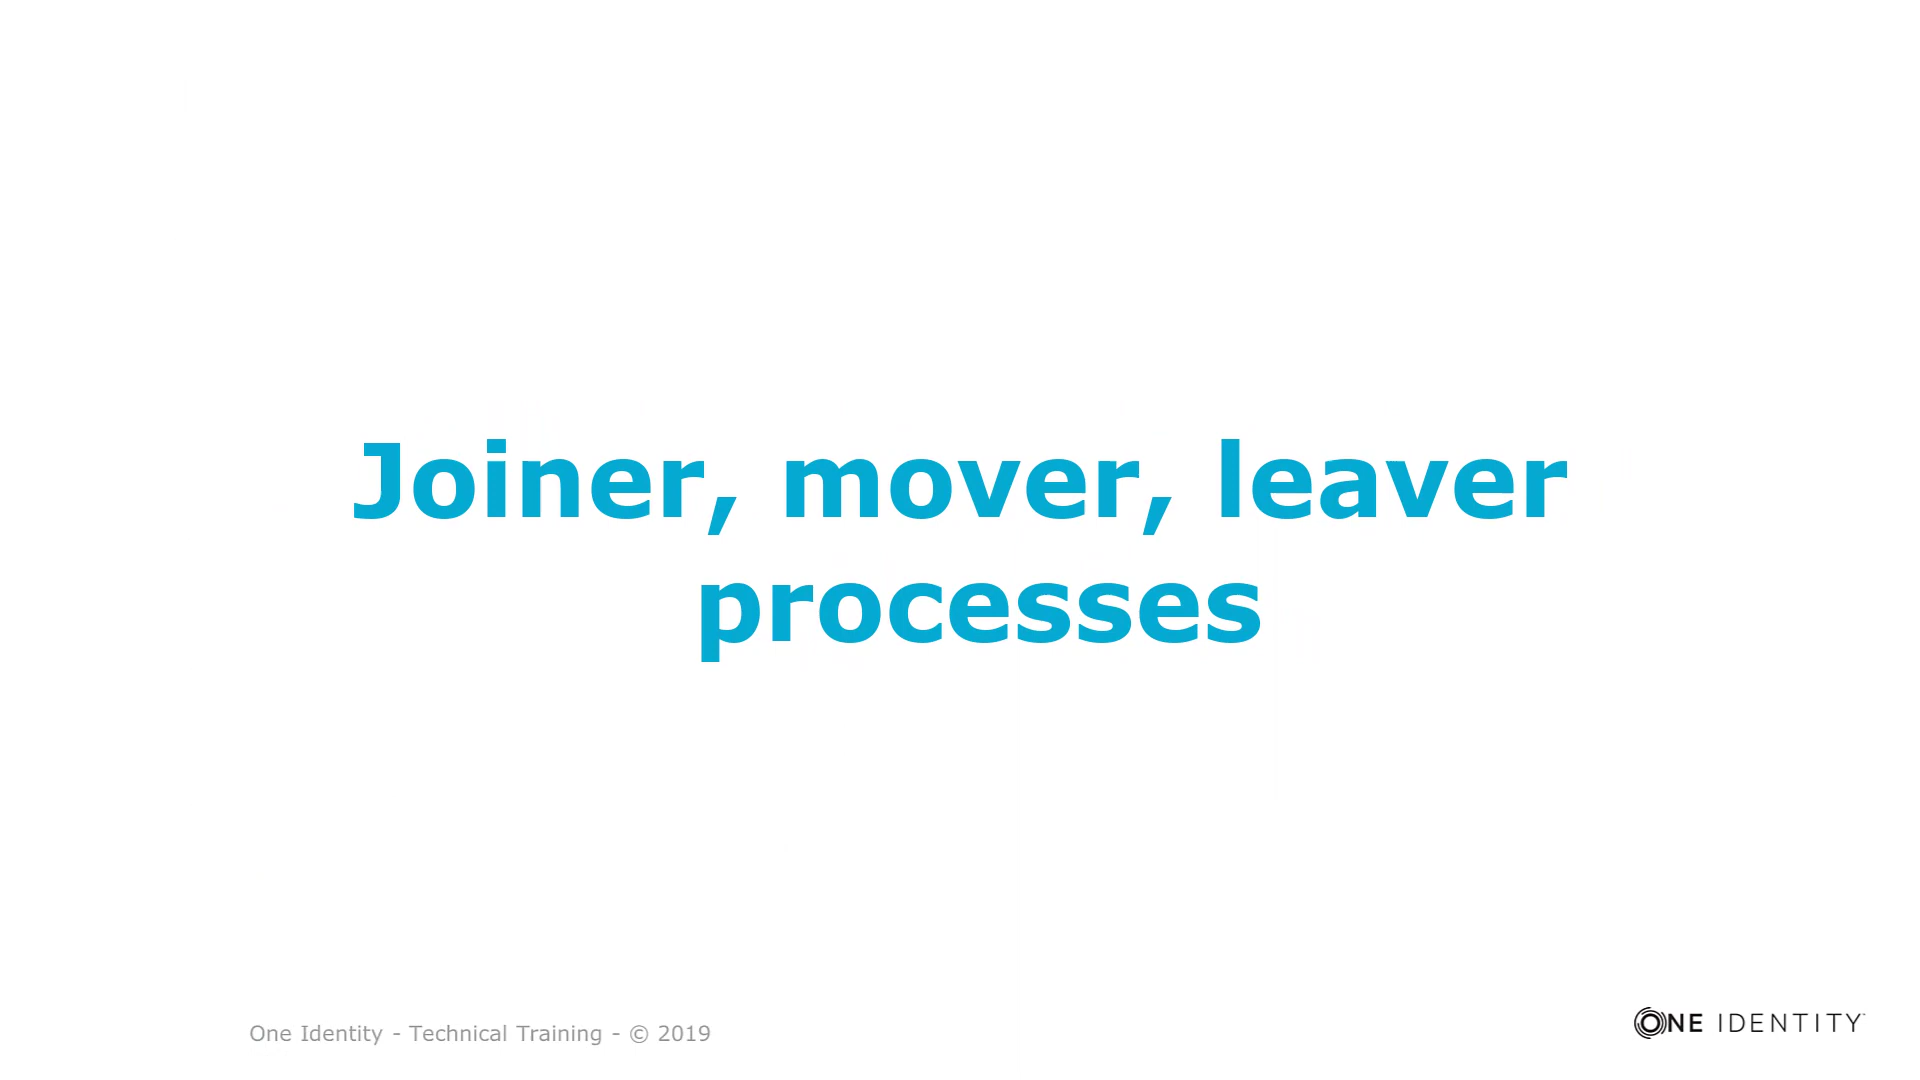 Joiner, mover, leaver
processes
One Identity - Technical Training - © 2019
ONE IDENTITY